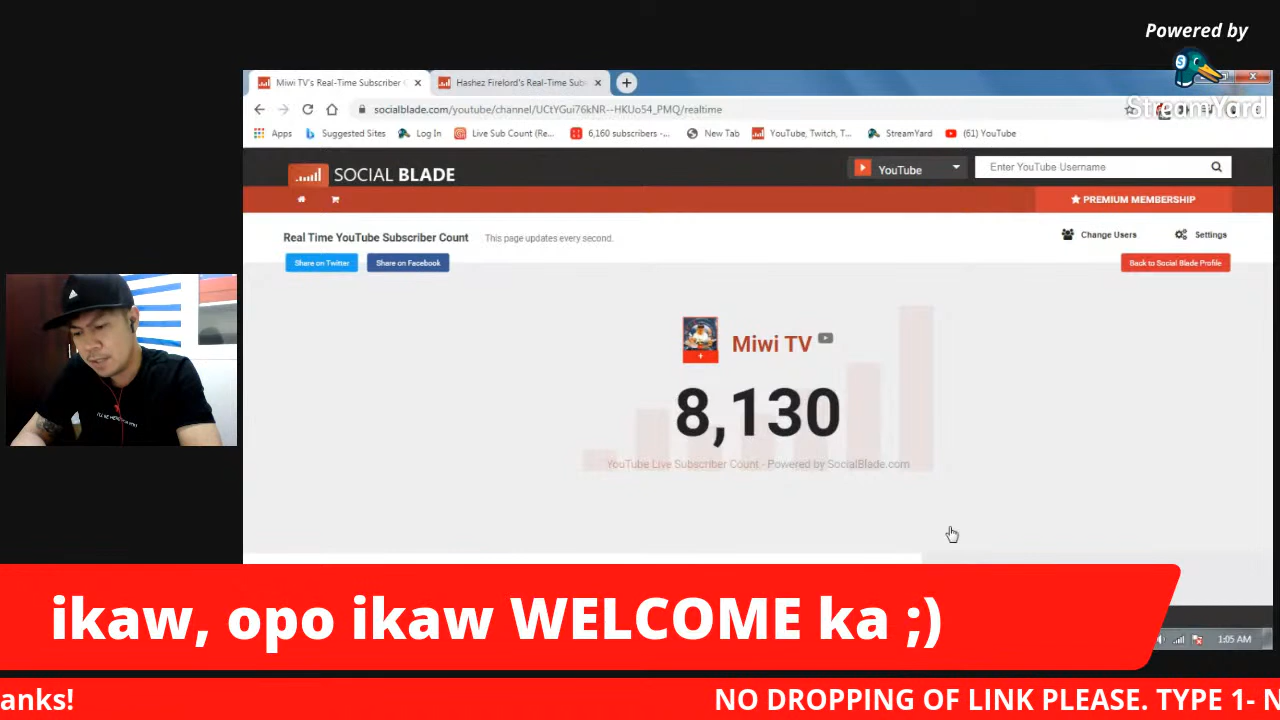 Powered by
StreamYard
Miwi TV's Real-Time Subscriber
Hashez Firelord's Real-Time Sub
socialblade.com/youtube/channel/UCtYGui76kNR--HKUo54_PMQ/realtime
Apps
Suggested Sites
Log In
Live Sub Count (Re...
6,160 subscribers -...
New Tab
YouTube, Twitch, T...
StreamYard
(61) YouTube
SOCIAL BLADE
YouTube
Enter YouTube Username
PREMIUM MEMBERSHIP
Real Time YouTube Subscriber Count
This page updates every second.
Change Users
Settings
Share on Twitter
Share on Facebook
Back to Social Blade Profile
Miwi TV
8,130
YouTube Live Subscriber Count - Powered by SocialBlade.com
ikaw, opo ikaw WELCOME ka ;)
1:05 AM
anks!
NO DROPPING OF LINK PLEASE. TYPE 1- N